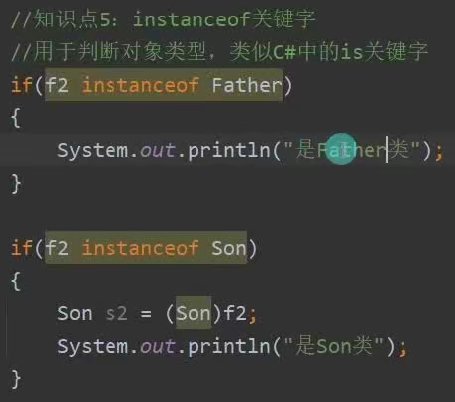 //知识点5：instanceof关键字
//用于判断对象类型，类似C#中的is关键字
if(f2 instanceof Father)
{
System.out.println("是Father类");
}
if(f2 instanceof Son)
{
Son s2 = (Son)f2;
System.out.println("是Son类");
}